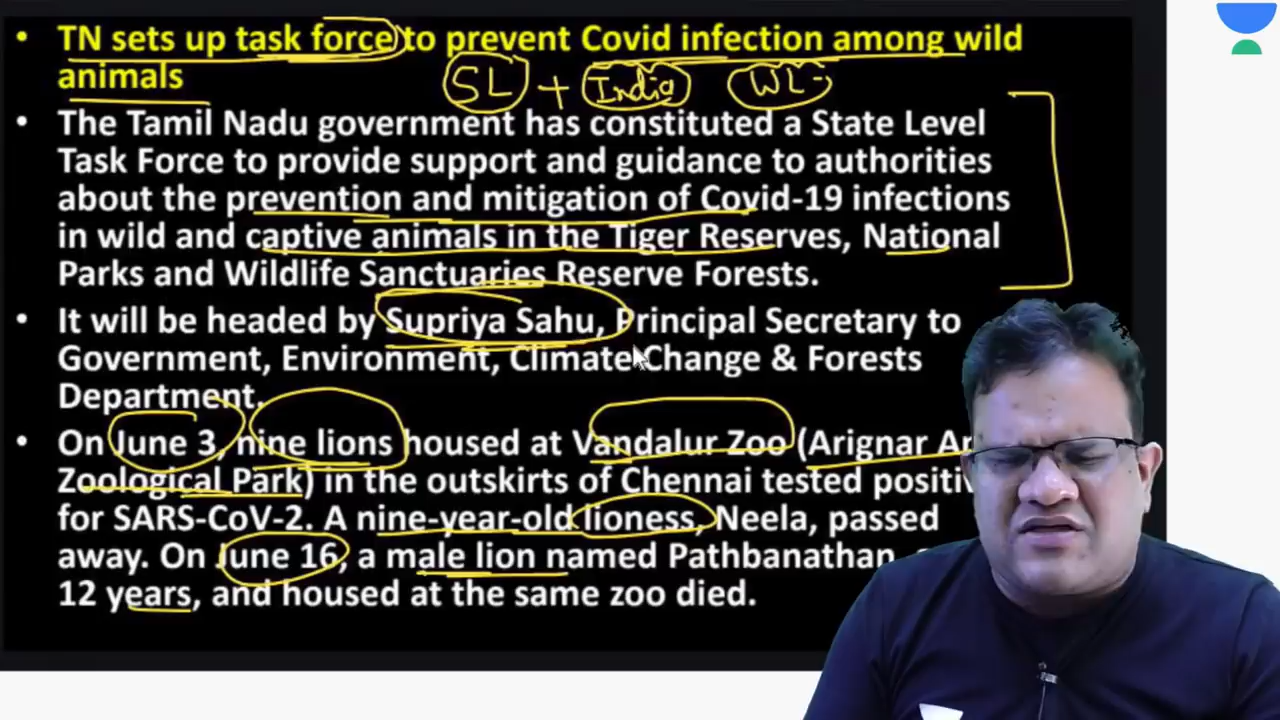 • TN sets up task force to prevent Covid infection among wild
animals
SL + India WL-
• The Tamil Nadu government has constituted a State Level
Task Force to provide support and guidance to authorities
about the prevention and mitigation of Covid-19 infections
in wild and captive animals in the Tiger Reserves, National
Parks and Wildlife Sanctuaries Reserve Forests.
• It will be headed by Supriya Sahu, Principal Secretary to
Government, Environment, Climate Change & Forests
Department.
• On June 3, nine lions housed at Vandalur Zoo (Arignar
Zoological Park) in the outskirts of Chennai tested
for SARS-CoV-2. A nine-year-old lioness, Neela, passed
away. On June 16, a male lion named Pathbanathan,
12 years, and housed at the same zoo died.